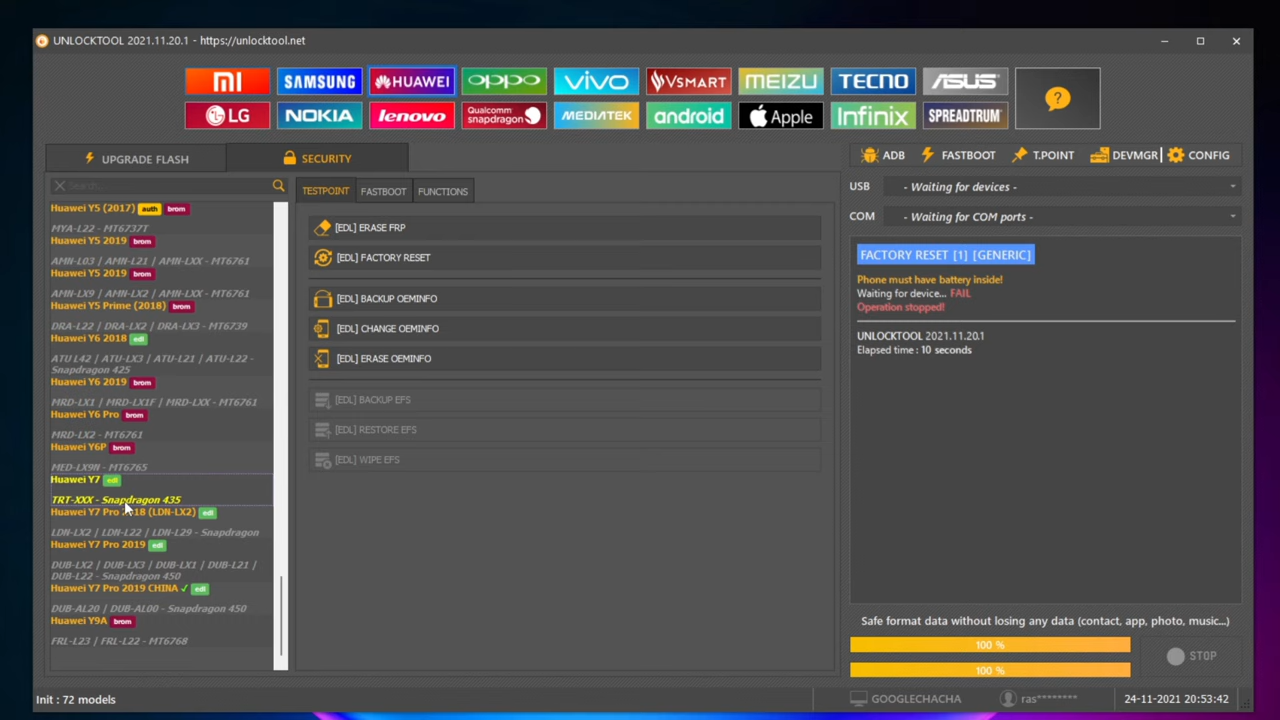 UNLOCKTOOL 2021.11.20.1 - https://unlocktool.net
MI SAMSUNG HUAWEI oppo vivo VSMART MEIZU TECNO ASUS
LG NOKIA lenovo Qualcomm snapdragon MEDIATEK android Apple Infinix SPREADTRUM ?
UPGRADE FLASH SECURITY
ADB FASTBOOT T.POINT DEVMGR CONFIG
Search...
TESTPOINT FASTBOOT FUNCTIONS
USB - Waiting for devices -
COM - Waiting for COM ports -
Huawei Y5 (2017) auth brom
MYA-L22 - MT6737T
Huawei Y5 2019 brom
AMN-L03 / AMN-L21 / AMN-LXX - MT6761
Huawei Y5 2019 brom
AMN-LX9 / AMN-LX2 / AMN-LX3 - MT6761
Huawei Y5 Prime (2018) brom
DRA-L22 / DRA-LX2 / DRA-LX3 - MT6739
Huawei Y6 2018 edl
ATU L42 / ATU-LX3 / ATU-L21 / ATU-L22 -
Snapdragon 425
Huawei Y6 2019 brom
MRD-LX1 / MRD-LX1F / MRD-LXX - MT6761
Huawei Y6 Pro brom
MRD-LX2 - MT6761
Huawei Y6P brom
MED-LX9N - MT6765
Huawei Y7 edl
TRT-XXX - Snapdragon 435
Huawei Y7 Pro 2018 (LDN-LX2) edl
LDN-LX2 / LDN-L22 / LDN-L29 - Snapdragon
Huawei Y7 Pro 2019 edl
DUB-LX2 / DUB-LX3 / DUB-LX1 / DUB-L21 /
DUB-L22 - Snapdragon 450
Huawei Y7 Pro 2019 CHINA ✓ edl
DUB-AL20 / DUB-AL00 - Snapdragon 450
Huawei Y9A brom
FRL-L23 / FRL-L22 - MT6768
[EDL] ERASE FRP
[EDL] FACTORY RESET
[EDL] BACKUP OEMINFO
[EDL] CHANGE OEMINFO
[EDL] ERASE OEMINFO
[EDL] BACKUP EFS
[EDL] RESTORE EFS
[EDL] WIPE EFS
FACTORY RESET [1] [GENERIC]
Phone must have battery inside!
Waiting for device... FAIL
Operation stopped!
UNLOCKTOOL 2021.11.20.1
Elapsed time : 10 seconds
Safe format data without losing any data (contact, app, photo, music...)
100 %
100 %
STOP
Init : 72 models
GOOGLECHACHA ras******** 24-11-2021 20:53:42